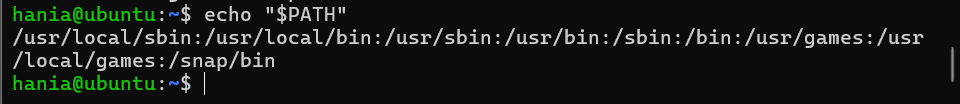 hania@ubuntu:~$ echo "$PATH"
/usr/local/sbin:/usr/local/bin:/usr/sbin:/usr/bin:/sbin:/bin:/usr/games:/usr
/local/games:/snap/bin
hania@ubuntu:~$